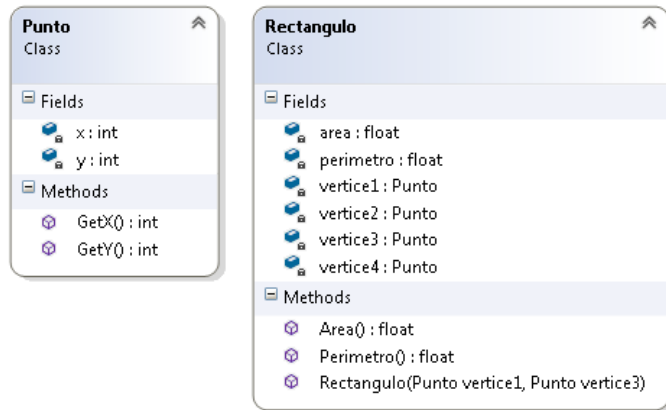 Punto
Class
Fields
x : int
y : int
Methods
GetX() : int
GetY() : int
Rectangulo
Class
Fields
area : float
perimetro : float
vertice1 : Punto
vertice2 : Punto
vertice3 : Punto
vertice4 : Punto
Methods
Area() : float
Perimetro() : float
Rectangulo(Punto vertice1, Punto vertice3)